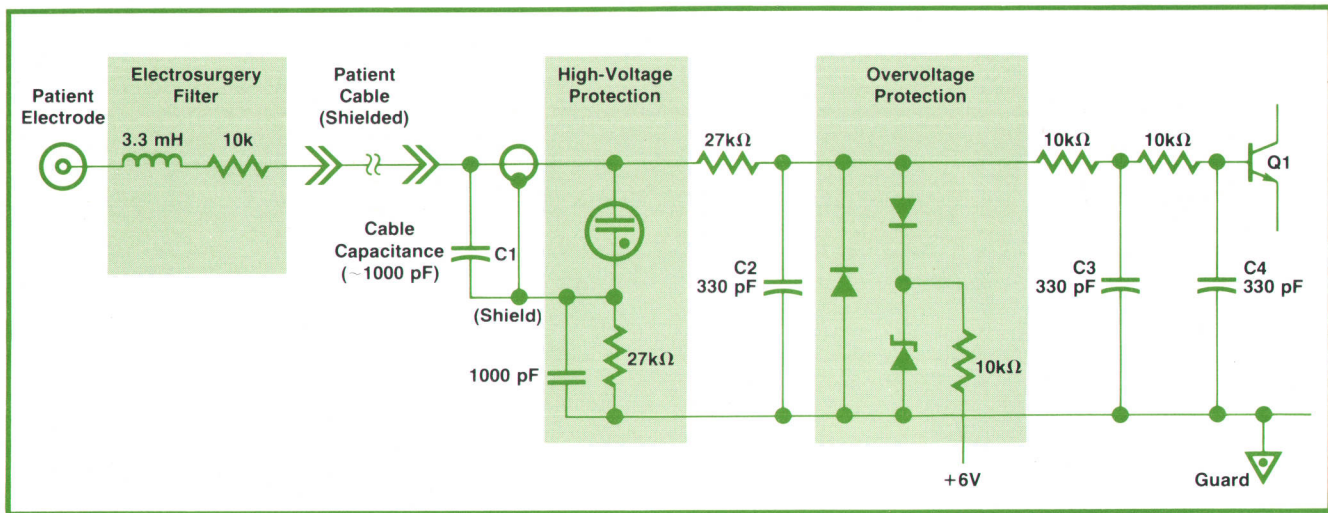 Electrosurgery
Filter
Patient
Cable
(Shielded)
High-Voltage
Protection
Overvoltage
Protection
Patient
Electrode
3.3 mH
10k
27kΩ
10kΩ
10kΩ
Q1
Cable
Capacitance
(~1000 pF)
C1
(Shield)
C2
330 pF
C3
330 pF
C4
330 pF
1000 pF
27kΩ
10kΩ
+6V
Guard